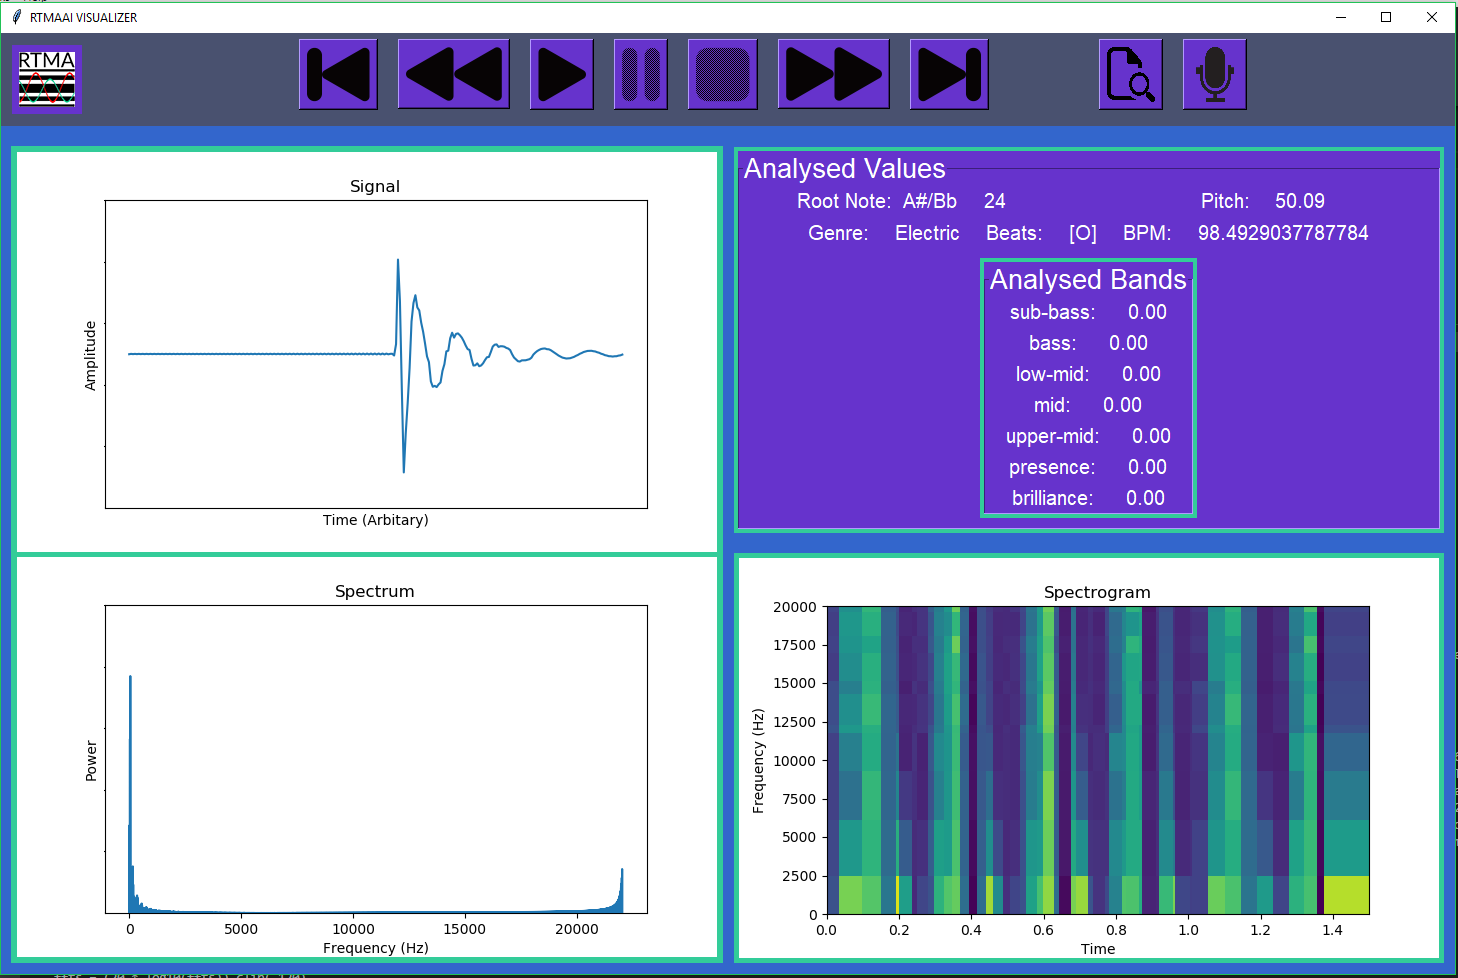 RTMAAI VISUALIZER
RTMA
Signal
Amplitude
Time (Arbitary)
Analysed Values
Root Note: A#/Bb 24 Pitch: 50.09
Genre: Electric Beats: [O] BPM: 98.4929037787784
Analysed Bands
sub-bass: 0.00
bass: 0.00
low-mid: 0.00
mid: 0.00
upper-mid: 0.00
presence: 0.00
brilliance: 0.00
Spectrum
Power
0 5000 10000 15000 20000
Frequency (Hz)
Spectrogram
Frequency (Hz)
20000
17500
15000
12500
10000
7500
5000
2500
0
0.0 0.2 0.4 0.6 0.8 1.0 1.2 1.4
Time